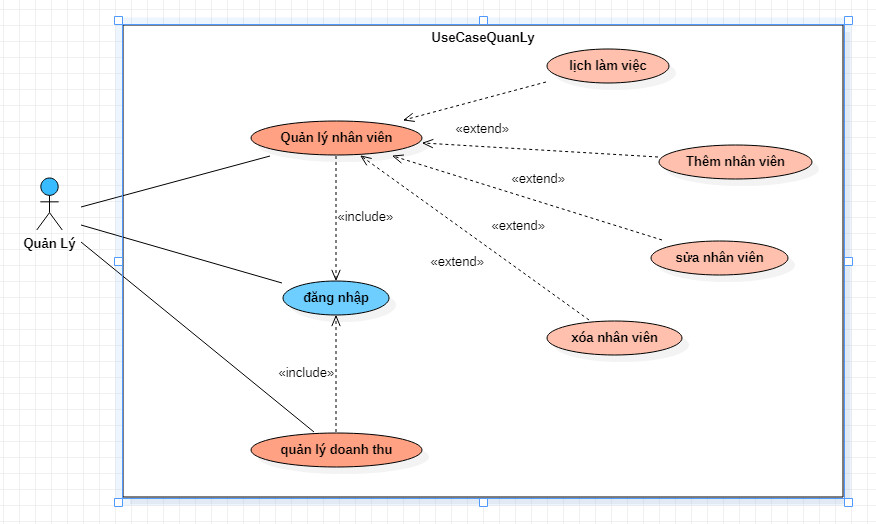 UseCaseQuanLy
lịch làm việc
«extend»
Quản lý nhân viên
Thêm nhân viên
«extend»
«include»
«extend»
Quản Lý
sửa nhân viên
«extend»
đăng nhập
xóa nhân viên
«include»
quản lý doanh thu